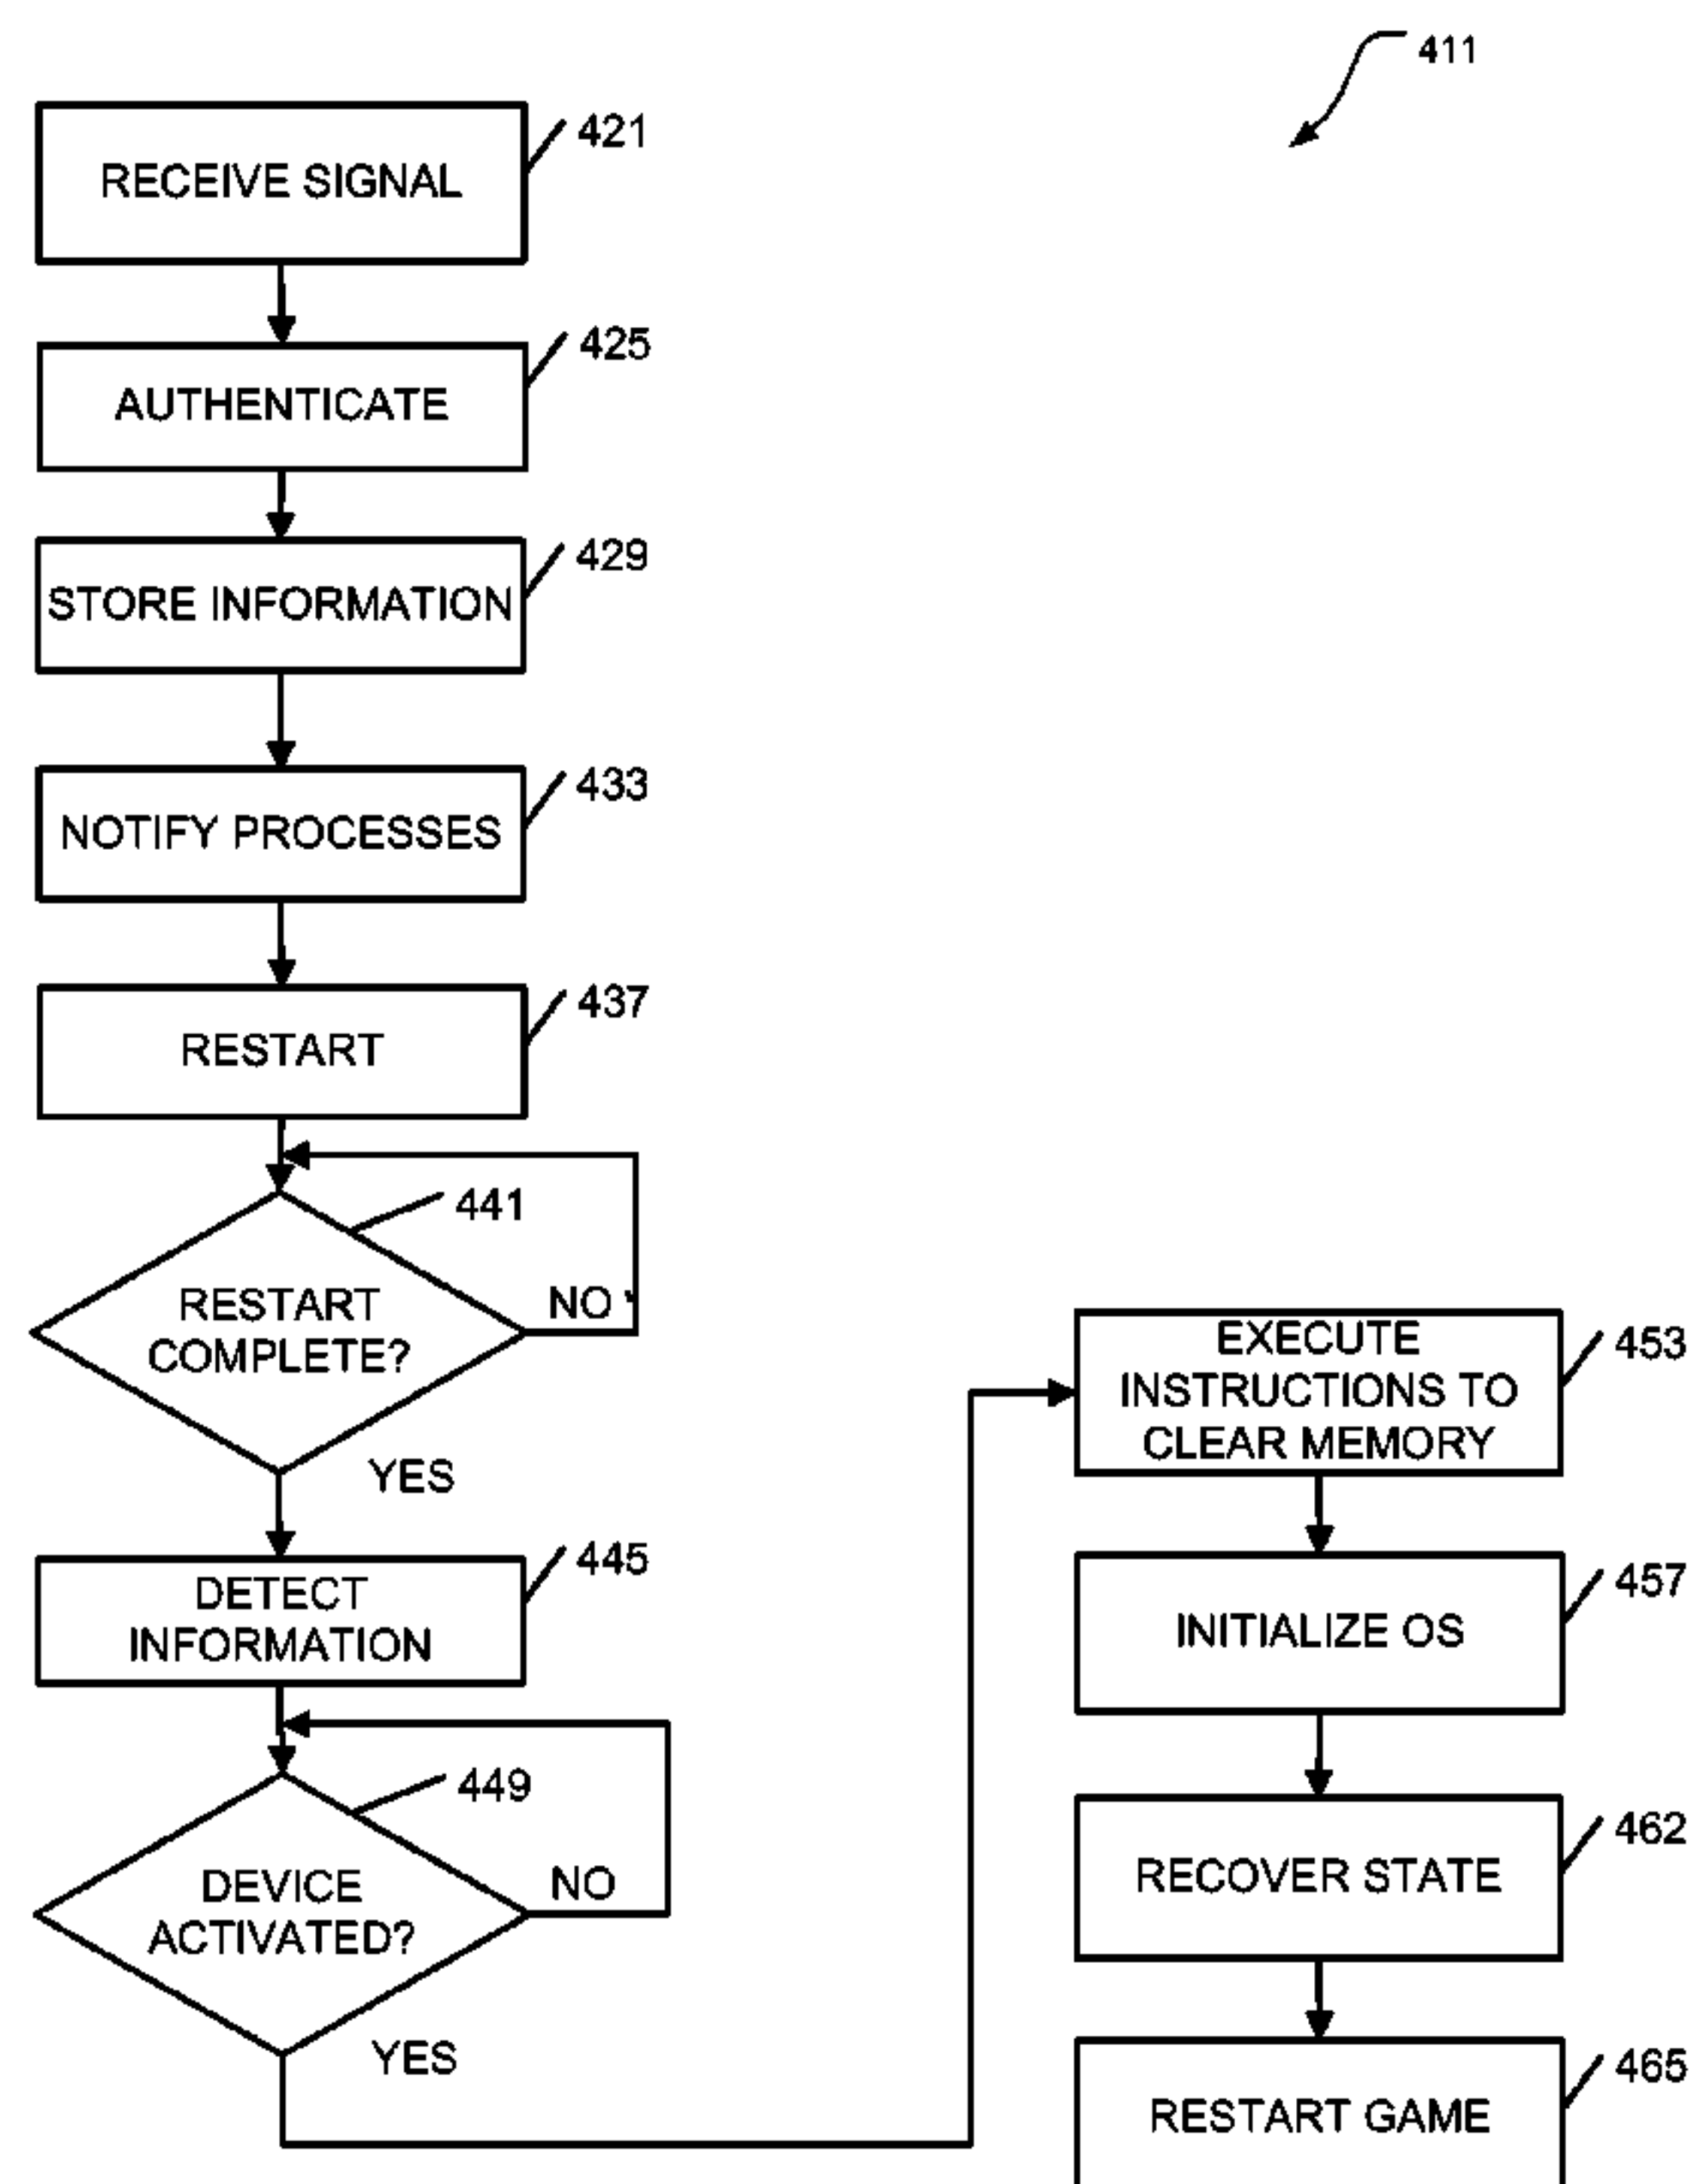 411
RECEIVE SIGNAL
421
AUTHENTICATE
425
STORE INFORMATION
429
NOTIFY PROCESSES
433
RESTART
437
441
RESTART
COMPLETE?
NO
YES
DETECT
INFORMATION
445
449
DEVICE
ACTIVATED?
NO
YES
EXECUTE
INSTRUCTIONS TO
CLEAR MEMORY
453
INITIALIZE OS
457
RECOVER STATE
462
RESTART GAME
465